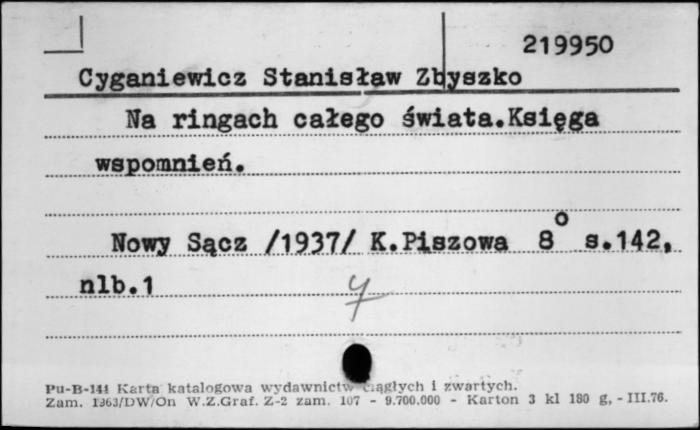 219950
Cyganiewicz Stanisław Zbyszko
Na ringach całego świata.Księga
wspomnień.
Nowy Sącz /1937/ K.Piszowa 8° s.142,
nlb.1
Pu-B-144 Karta katalogowa wydawnictw ciągłych i zwartych.
Zam. 1363/DW/On W.Z.Graf. Z-2 zam. 107 - 9.700.000 - Karton 3 kl 180 g, - III.76.